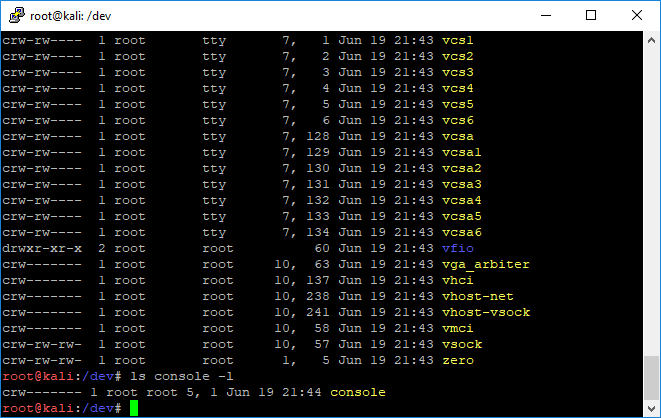 root@kali: /dev
crw-rw---- 1 root tty 7, 1 Jun 19 21:43 vcs1
crw-rw---- 1 root tty 7, 2 Jun 19 21:43 vcs2
crw-rw---- 1 root tty 7, 3 Jun 19 21:43 vcs3
crw-rw---- 1 root tty 7, 4 Jun 19 21:43 vcs4
crw-rw---- 1 root tty 7, 5 Jun 19 21:43 vcs5
crw-rw---- 1 root tty 7, 6 Jun 19 21:43 vcs6
crw-rw---- 1 root tty 7, 128 Jun 19 21:43 vcsa
crw-rw---- 1 root tty 7, 129 Jun 19 21:43 vcsa1
crw-rw---- 1 root tty 7, 130 Jun 19 21:43 vcsa2
crw-rw---- 1 root tty 7, 131 Jun 19 21:43 vcsa3
crw-rw---- 1 root tty 7, 132 Jun 19 21:43 vcsa4
crw-rw---- 1 root tty 7, 133 Jun 19 21:43 vcsa5
crw-rw---- 1 root tty 7, 134 Jun 19 21:43 vcsa6
drwxr-xr-x 2 root root 60 Jun 19 21:43 vfio
crw------- 1 root root 10, 63 Jun 19 21:43 vga_arbiter
crw------- 1 root root 10, 137 Jun 19 21:43 vhci
crw------- 1 root root 10, 238 Jun 19 21:43 vhost-net
crw------- 1 root root 10, 241 Jun 19 21:43 vhost-vsock
crw------- 1 root root 10, 58 Jun 19 21:43 vmci
crw-rw-rw- 1 root root 10, 57 Jun 19 21:43 vsock
crw-rw-rw- 1 root root 1, 5 Jun 19 21:43 zero
root@kali:/dev# ls console -l
crw------- 1 root root 5, 1 Jun 19 21:44 console
root@kali:/dev#